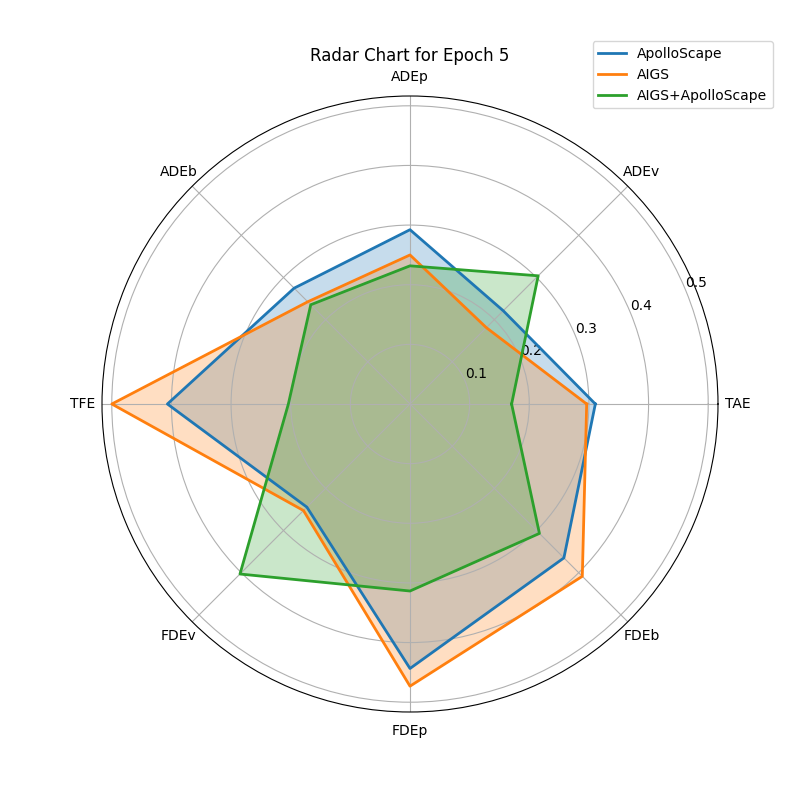 Radar Chart for Epoch 5
ApolloScape
AIGS
AIGS+ApolloScape
ADEp
ADEb
ADEv
0.5
0.4
0.3
0.2
0.1
TFE
TAE
FDEv
FDEb
FDEp